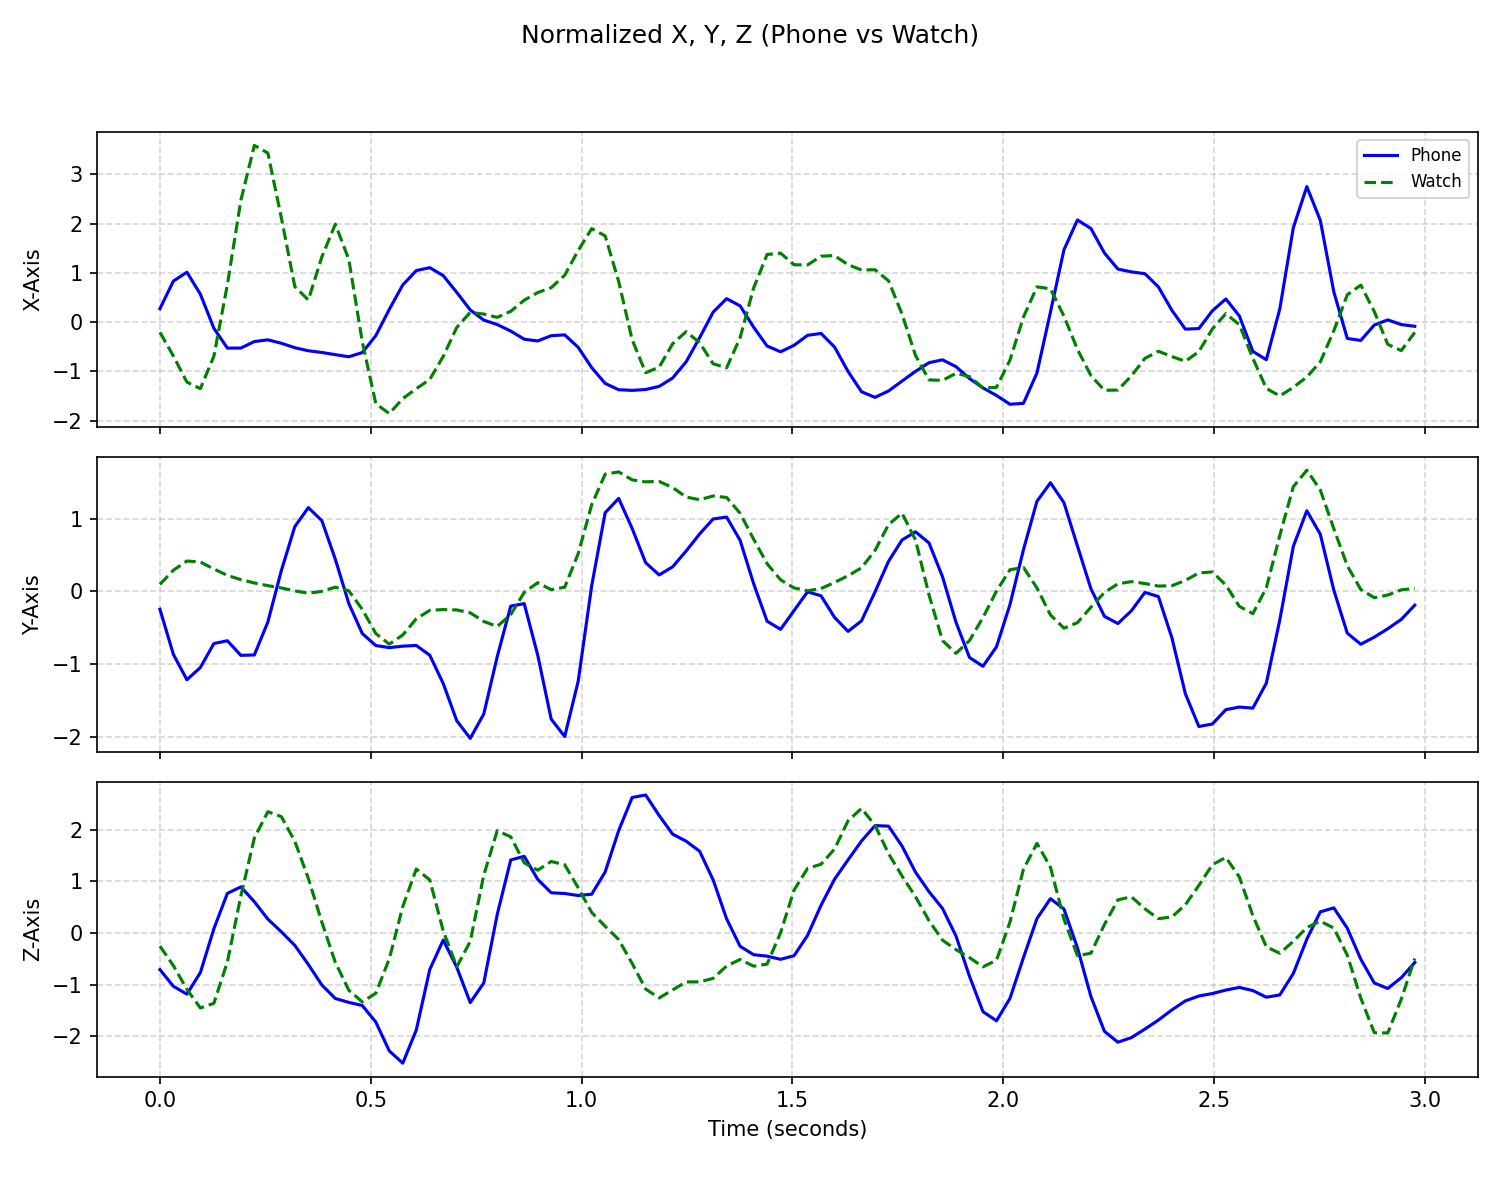 Normalized X, Y, Z (Phone vs Watch)
Phone
Watch
X-Axis
3
2
1
0
−1
−2
Y-Axis
1
0
−1
−2
Z-Axis
2
1
0
−1
−2
0.0 0.5 1.0 1.5 2.0 2.5 3.0
Time (seconds)